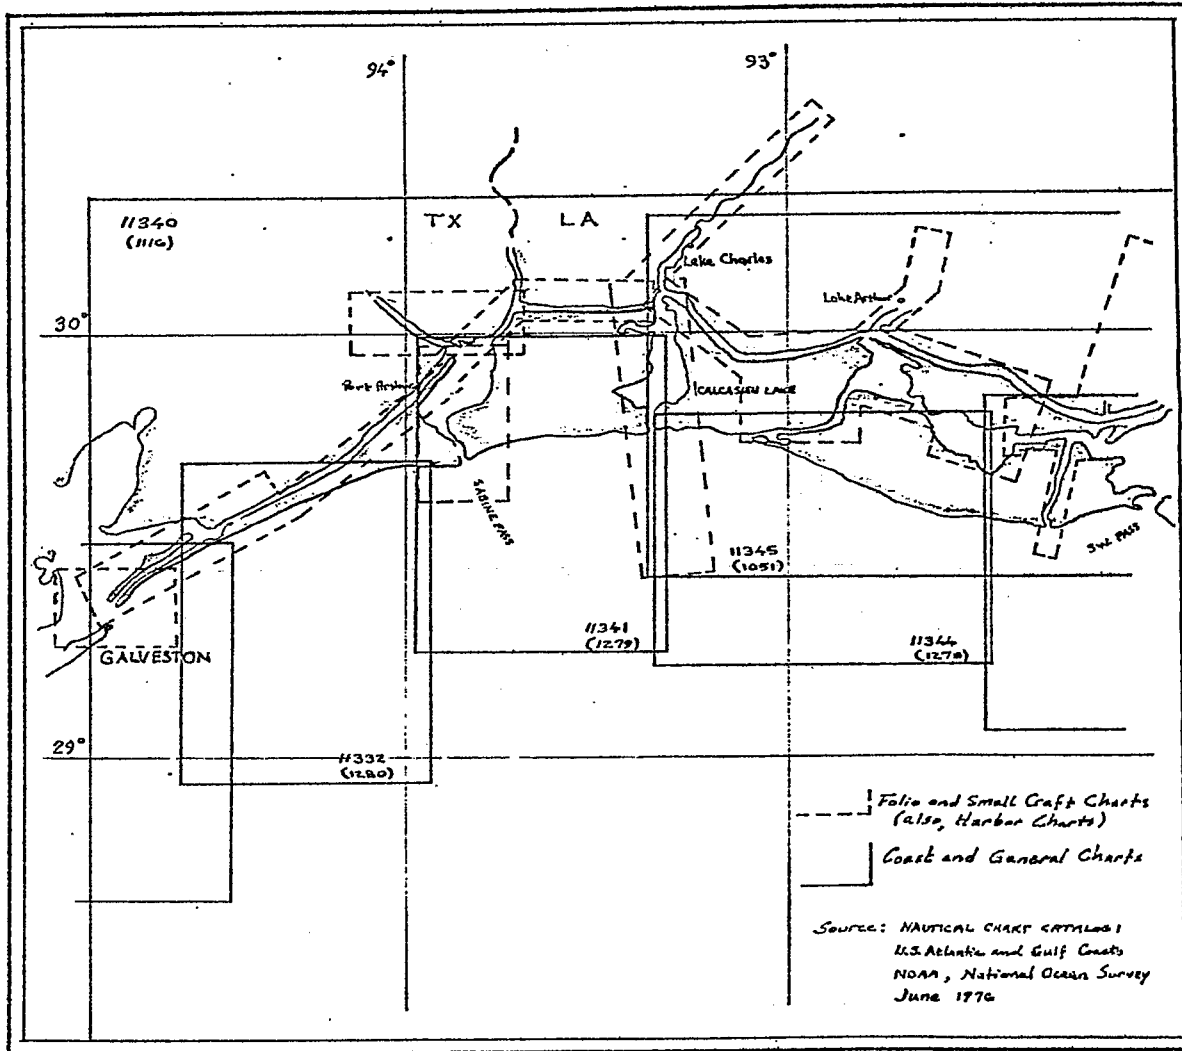 94°
93°
11340
(1116)
TX
LA
Lake Charles
Lake Arthur
30°
Port Arthur
CALCASIEU LAKE
SABINE PASS
SW PASS
11345
(1051)
11341
(1279)
11344
(1278)
GALVESTON
29°
11332
(1280)
Folio and Small Craft Charts
(also, Harbor Charts)
Coast and General Charts
Source: NAUTICAL CHART CATALOG 1
U.S. Atlantic and Gulf Coasts
NOAA, National Ocean Survey
June 1976